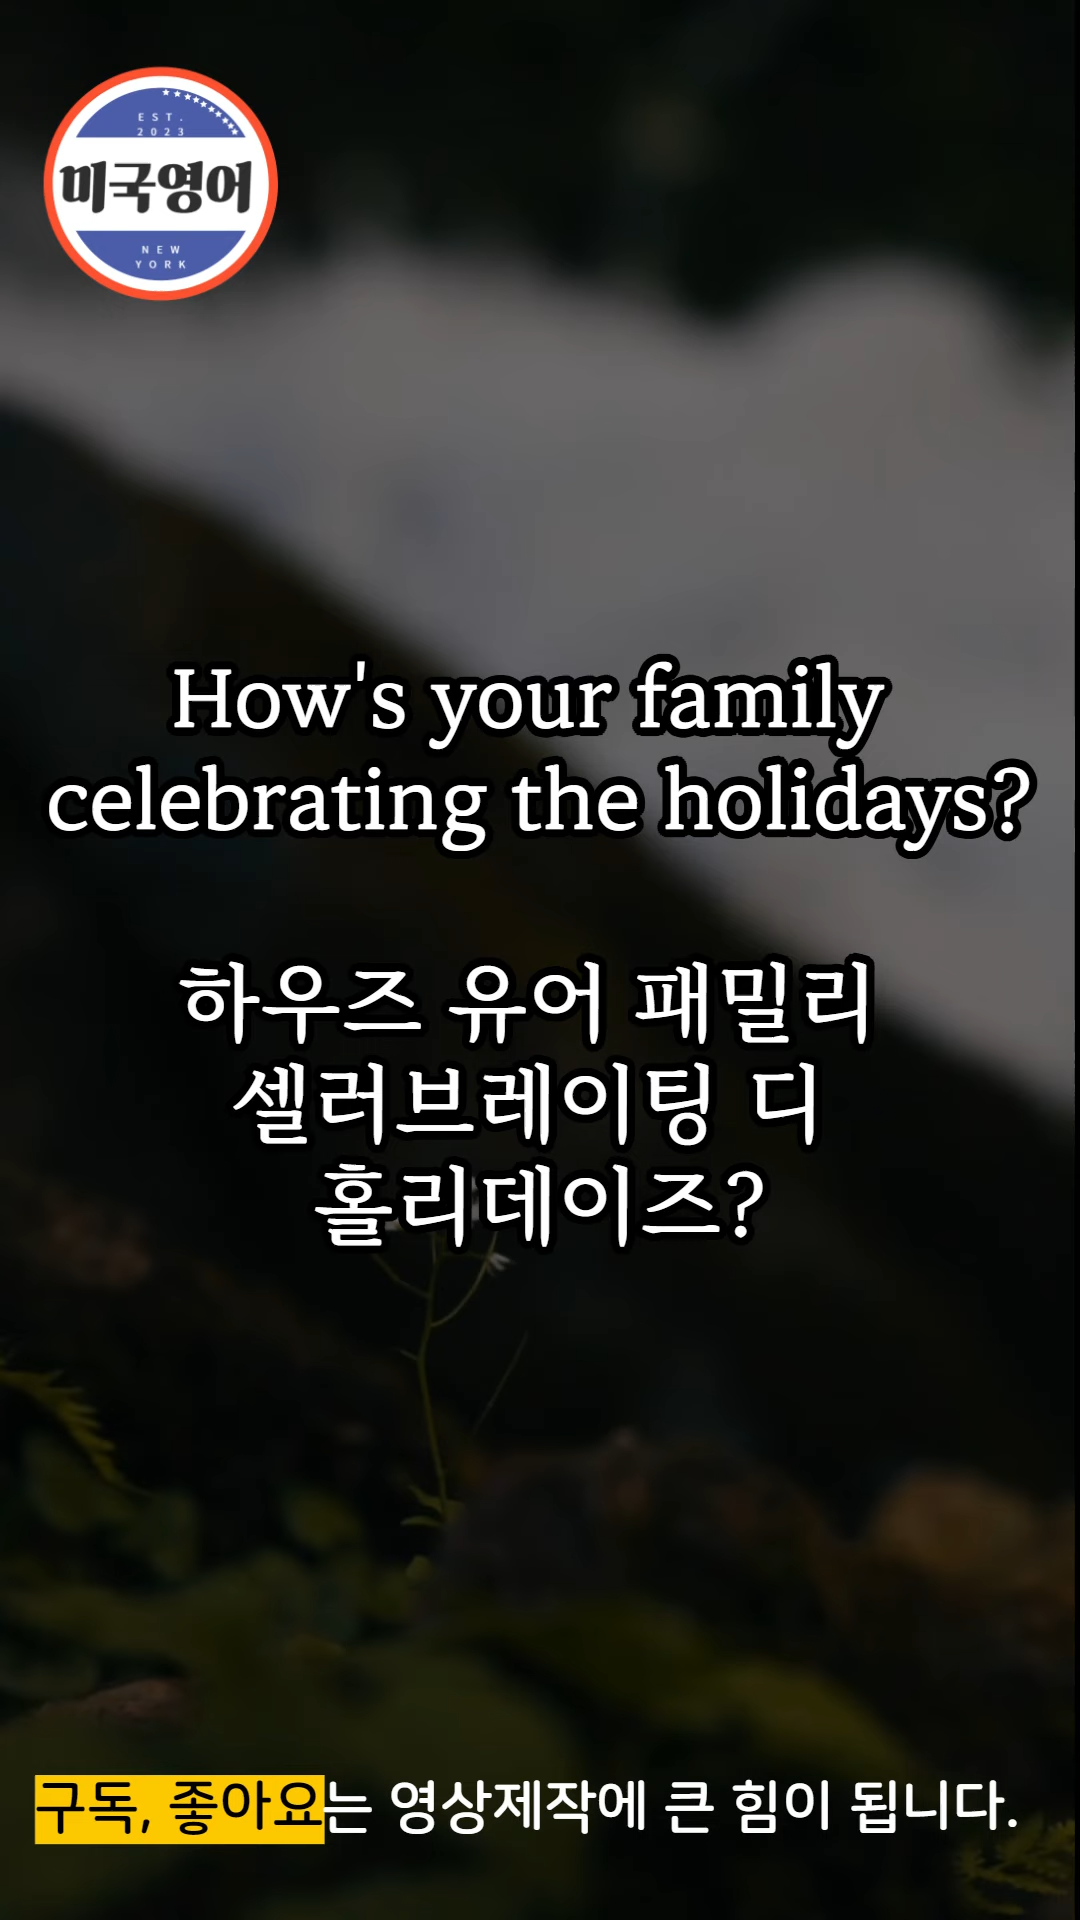 EST.
2023
미국영어
NEW
YORK
How's your family
celebrating the holidays?
하우즈 유어 패밀리
셀러브레이팅 디
홀리데이즈?
구독, 좋아요는 영상제작에 큰 힘이 됩니다.